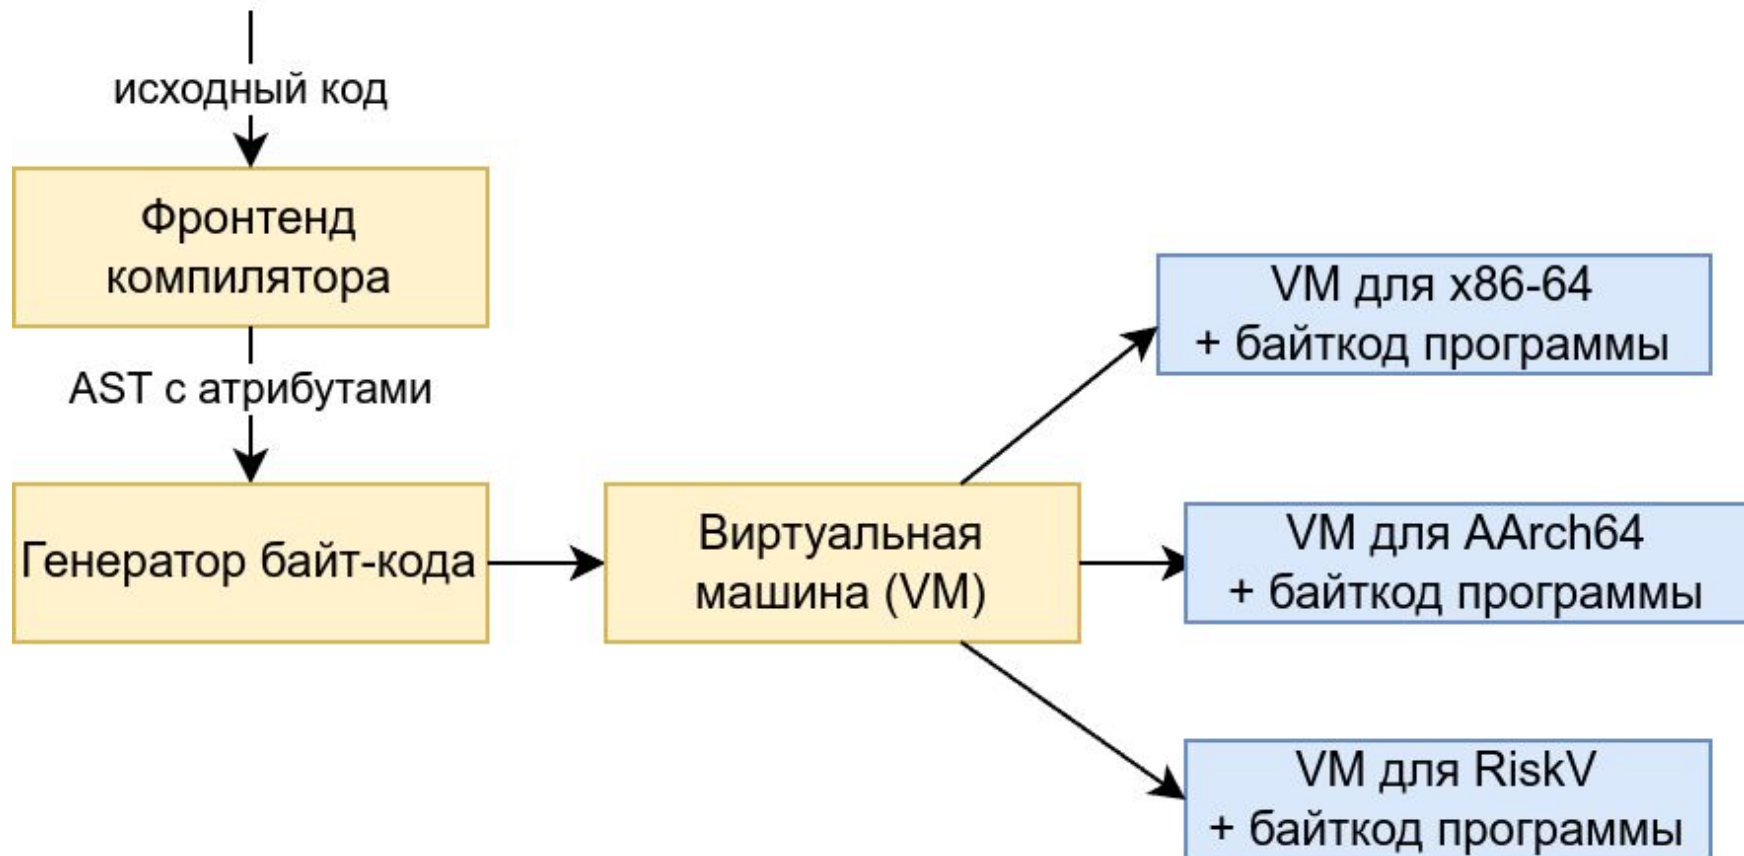 исходный код
Фронтенд
компилятора
AST с атрибутами
Генератор байт-кода
Виртуальная
машина (VM)
VM для x86-64
+ байткод программы
VM для AArch64
+ байткод программы
VM для RiskV
+ байткод программы